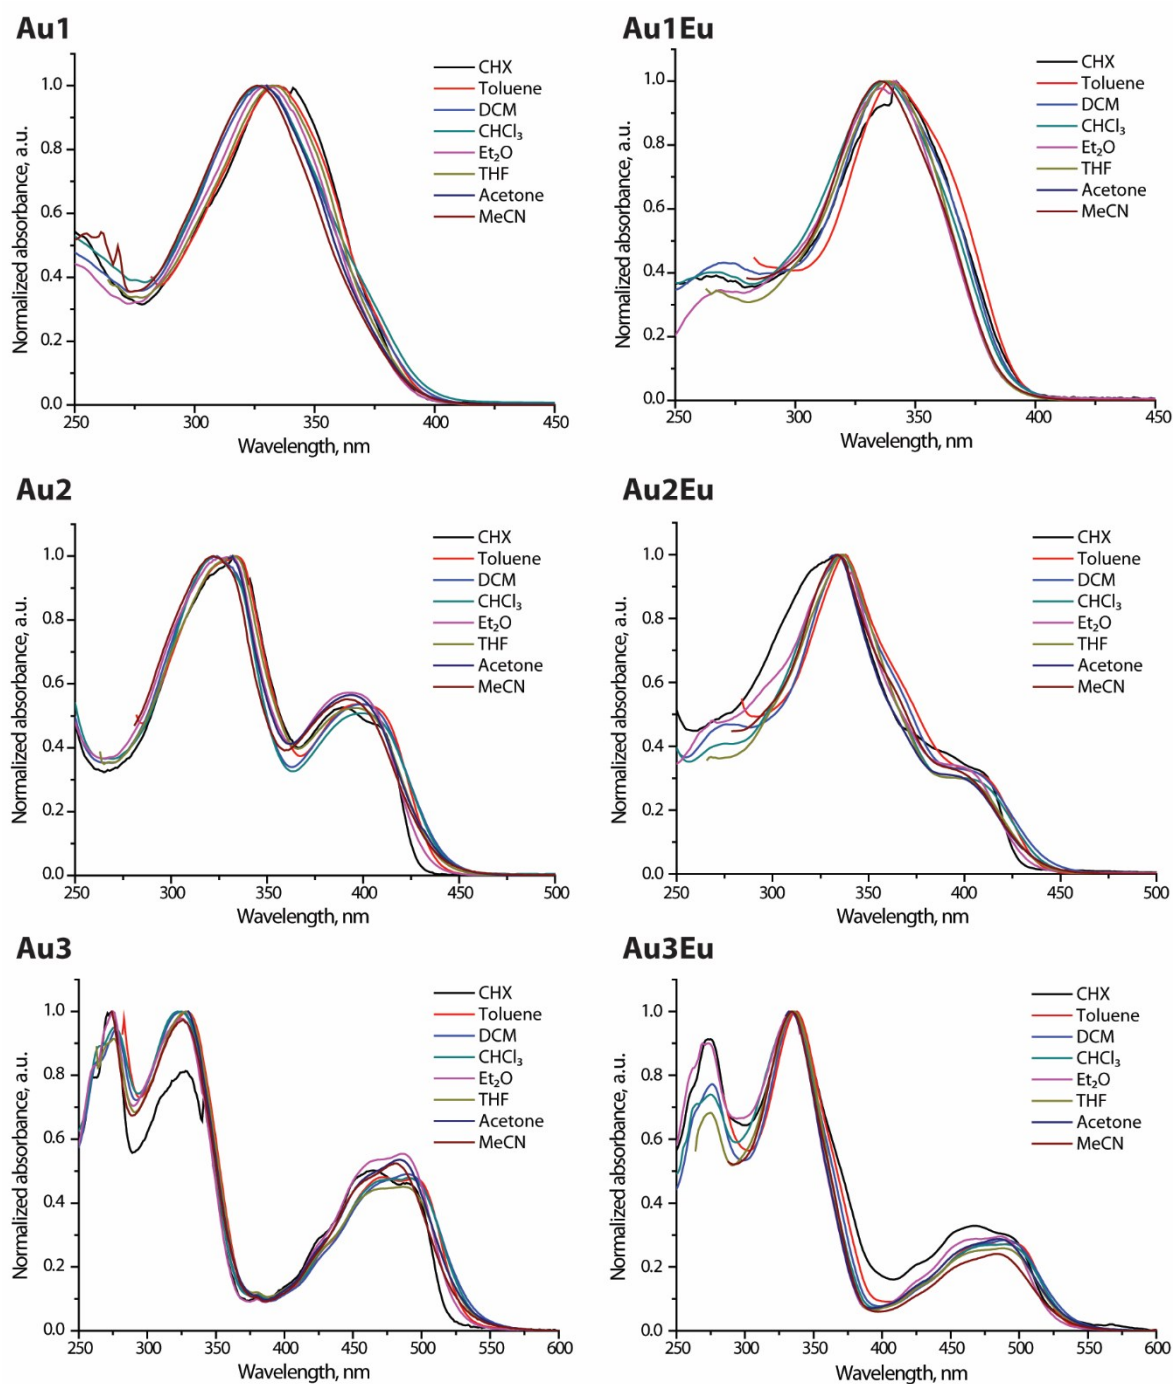 Au1
1.0
0.8
0.6
0.4
0.2
0.0
250
300
350
400
450
Normalized absorbance, a.u.
Wavelength, nm
CHX
Toluene
DCM
CHCl₃
Et₂O
THF
Acetone
MeCN
Au1Eu
1.0
0.8
0.6
0.4
0.2
0.0
250
300
350
400
450
Normalized absorbance, a.u.
Wavelength, nm
CHX
Toluene
DCM
CHCl₃
Et₂O
THF
Acetone
MeCN
Au2
1.0
0.8
0.6
0.4
0.2
0.0
250
300
350
400
450
500
Normalized absorbance, a.u.
Wavelength, nm
CHX
Toluene
DCM
CHCl₃
Et₂O
THF
Acetone
MeCN
Au2Eu
1.0
0.8
0.6
0.4
0.2
0.0
250
300
350
400
450
500
Normalized absorbance, a.u.
Wavelength, nm
CHX
Toluene
DCM
CHCl₃
Et₂O
THF
Acetone
MeCN
Au3
1.0
0.8
0.6
0.4
0.2
0.0
250
300
350
400
450
500
550
600
Normalized absorbance, a.u.
Wavelength, nm
CHX
Toluene
DCM
CHCl₃
Et₂O
THF
Acetone
MeCN
Au3Eu
1.0
0.8
0.6
0.4
0.2
0.0
250
300
350
400
450
500
550
600
Normalized absorbance, a.u.
Wavelength, nm
CHX
Toluene
DCM
CHCl₃
Et₂O
THF
Acetone
MeCN